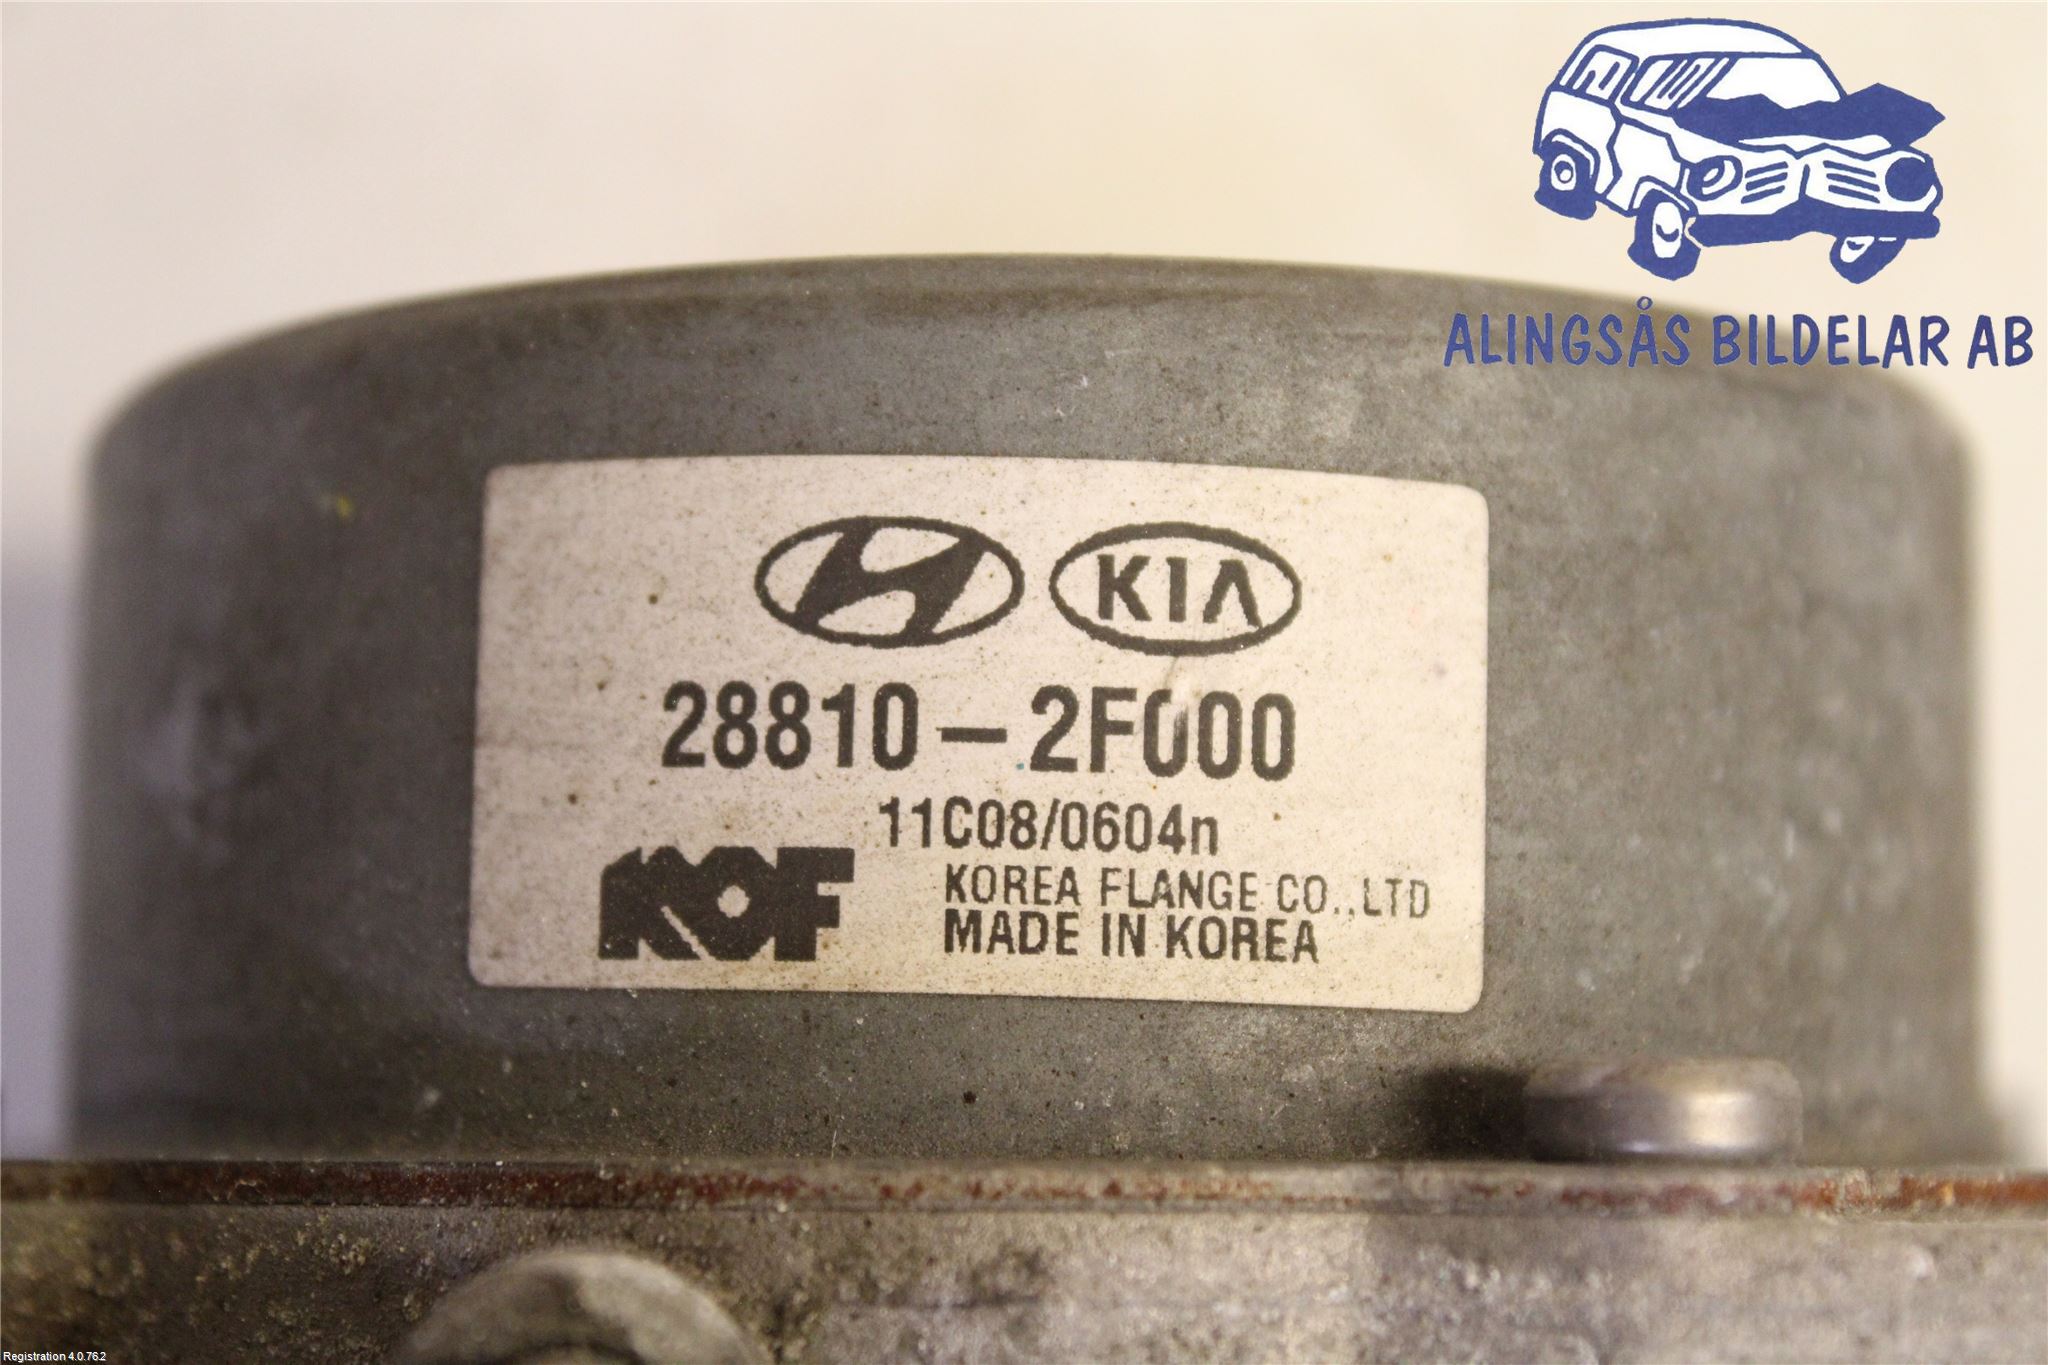 ALINGSÅS BILDELAR AB
KIA
28810-2F000
11C08/0604n
KOF
KOREA FLANGE CO.,LTD
MADE IN KOREA
Registration 4.0.76.2